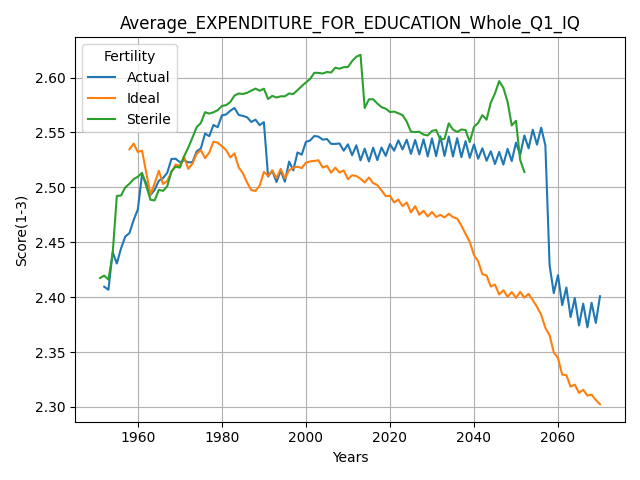 Average_EXPENDITURE_FOR_EDUCATION_Whole_Q1_IQ
Fertility
Actual
Ideal
Sterile
Score(1-3)
2.60
2.55
2.50
2.45
2.40
2.35
2.30
1960 1980 2000 2020 2040 2060
Years